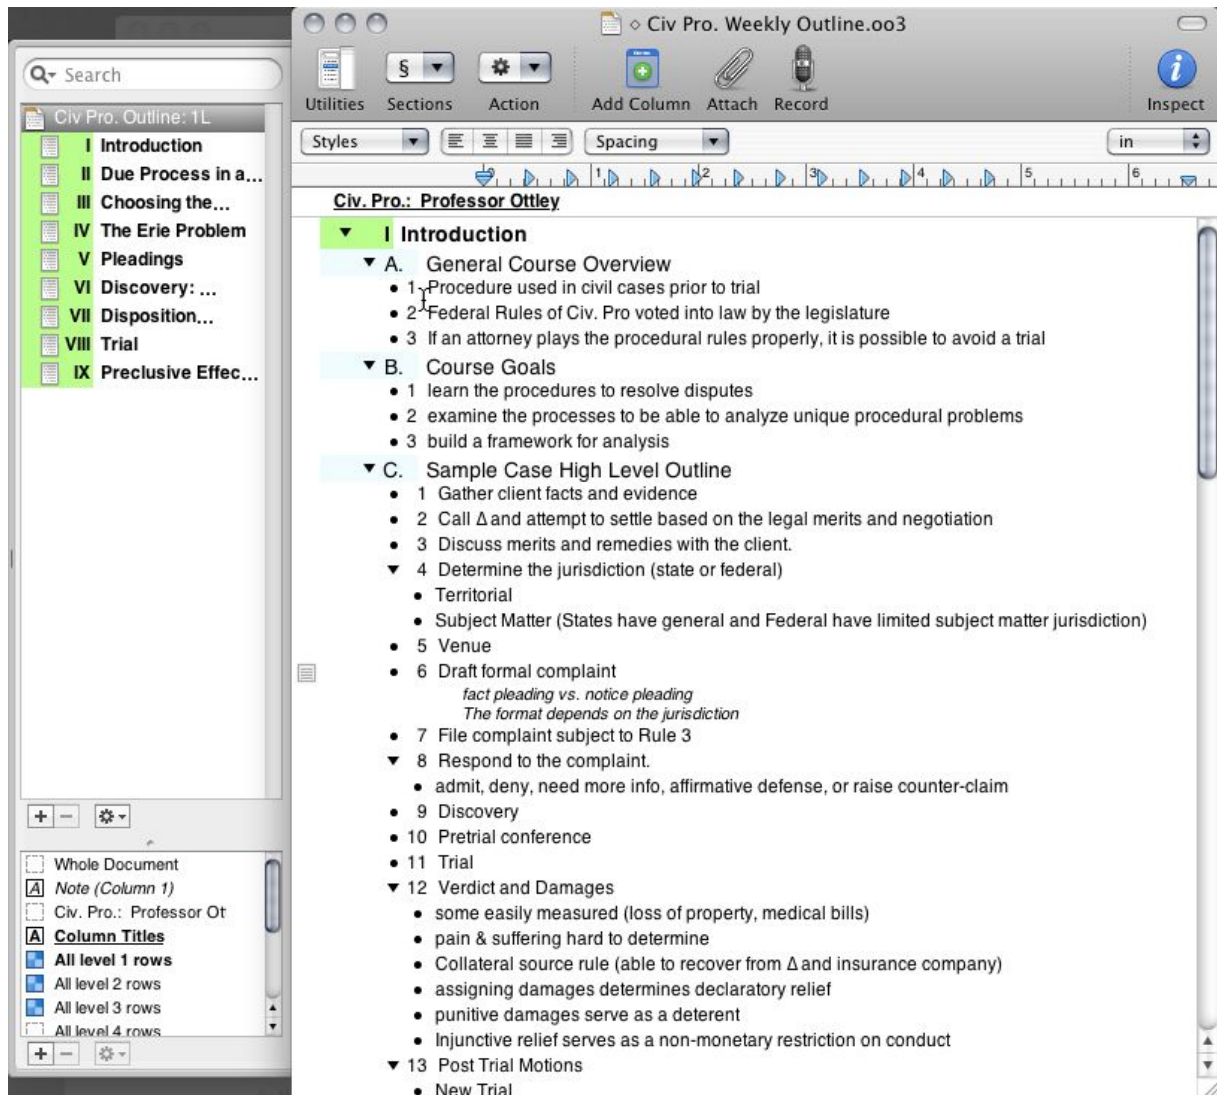 ◇ Civ Pro. Weekly Outline.oo3
Search
Utilities
§
Sections
Action
Add Column
Attach
Record
Inspect
Civ Pro. Outline: 1L
I Introduction
II Due Process in a...
III Choosing the...
IV The Erie Problem
V Pleadings
VI Discovery: ...
VII Disposition...
VIII Trial
IX Preclusive Effec...
Whole Document
A Note (Column 1)
Civ. Pro.: Professor Ot
A Column Titles
All level 1 rows
All level 2 rows
All level 3 rows
All level 4 rows
Styles
Spacing
in
1 2 3 4 5 6
Civ. Pro.: Professor Ottley
I Introduction
A. General Course Overview
1 Procedure used in civil cases prior to trial
2 Federal Rules of Civ. Pro voted into law by the legislature
3 If an attorney plays the procedural rules properly, it is possible to avoid a trial
B. Course Goals
1 learn the procedures to resolve disputes
2 examine the processes to be able to analyze unique procedural problems
3 build a framework for analysis
C. Sample Case High Level Outline
1 Gather client facts and evidence
2 Call Δ and attempt to settle based on the legal merits and negotiation
3 Discuss merits and remedies with the client.
4 Determine the jurisdiction (state or federal)
Territorial
Subject Matter (States have general and Federal have limited subject matter jurisdiction)
5 Venue
6 Draft formal complaint
fact pleading vs. notice pleading
The format depends on the jurisdiction
7 File complaint subject to Rule 3
8 Respond to the complaint.
admit, deny, need more info, affirmative defense, or raise counter-claim
9 Discovery
10 Pretrial conference
11 Trial
12 Verdict and Damages
some easily measured (loss of property, medical bills)
pain & suffering hard to determine
Collateral source rule (able to recover from Δ and insurance company)
assigning damages determines declaratory relief
punitive damages serve as a deterent
Injunctive relief serves as a non-monetary restriction on conduct
13 Post Trial Motions
New Trial